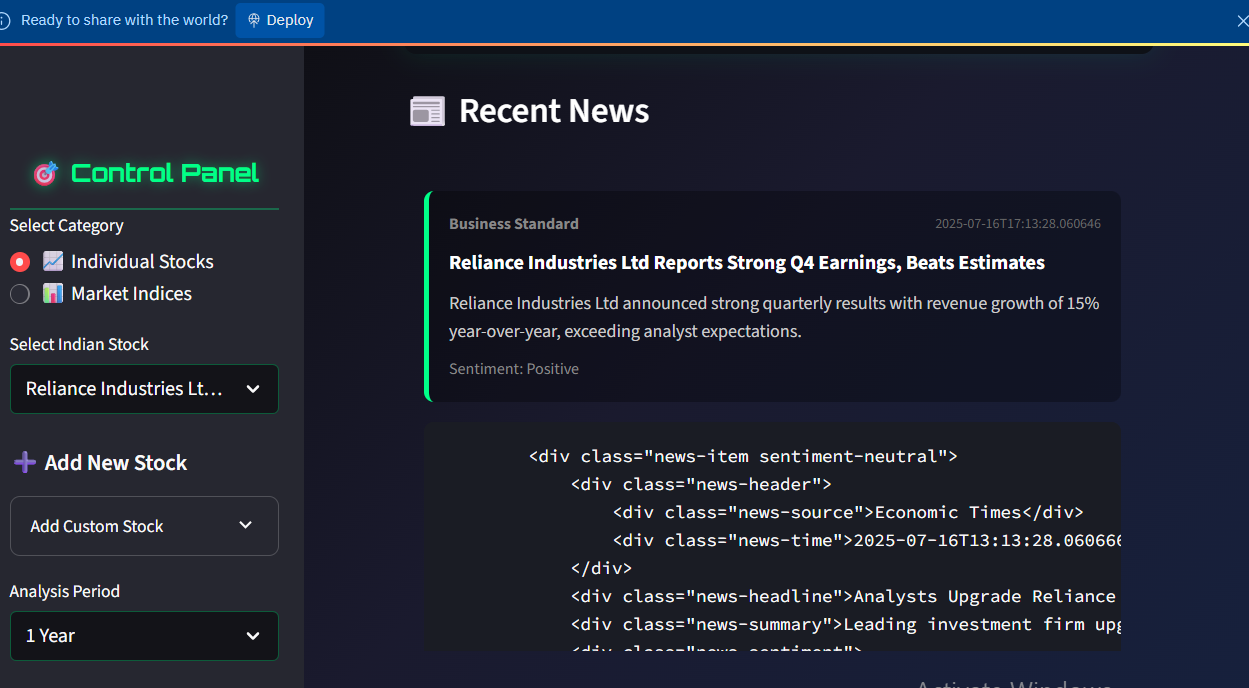 Ready to share with the world? Deploy
Recent News
Control Panel
Select Category
Individual Stocks
Market Indices
Select Indian Stock
Reliance Industries Lt...
Add New Stock
Add Custom Stock
Analysis Period
1 Year
Business Standard 2025-07-16T17:13:28.060646
Reliance Industries Ltd Reports Strong Q4 Earnings, Beats Estimates
Reliance Industries Ltd announced strong quarterly results with revenue growth of 15%
year-over-year, exceeding analyst expectations.
Sentiment: Positive
<div class="news-item sentiment-neutral">
<div class="news-header">
<div class="news-source">Economic Times</div>
<div class="news-time">2025-07-16T13:13:28.060666
</div>
<div class="news-headline">Analysts Upgrade Reliance
<div class="news-summary">Leading investment firm upg
<div class="news-sentiment">
Activate Windows